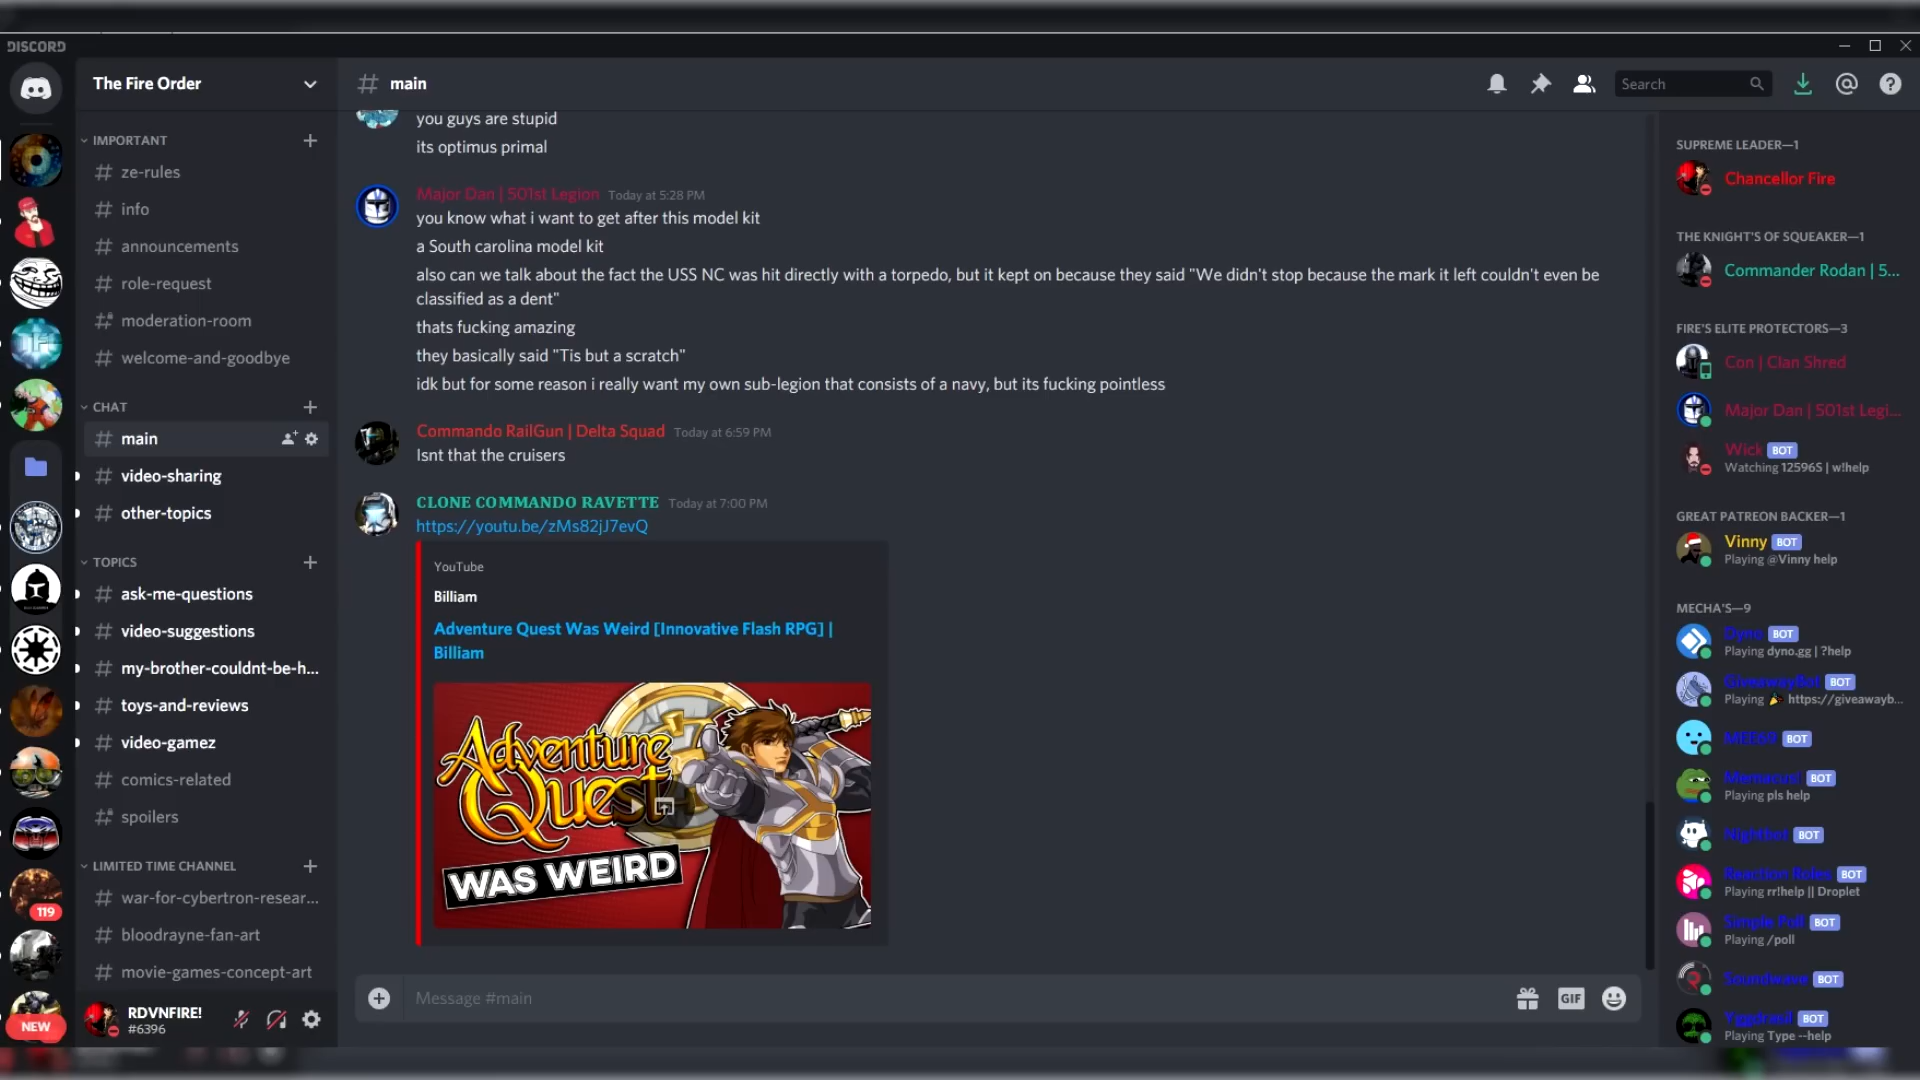 DISCORD
The Fire Order
IMPORTANT
ze-rules
info
announcements
role-request
moderation-room
welcome-and-goodbye
CHAT
main
video-sharing
other-topics
TOPICS
ask-me-questions
video-suggestions
my-brother-couldnt-be-h...
toys-and-reviews
video-gamez
comics-related
spoilers
LIMITED TIME CHANNEL
119
war-for-cybertron-resear...
bloodrayne-fan-art
movie-games-concept-art
NEW
RDVNFIRE!
#6396
# main
Search
you guys are stupid
its optimus primal
Major Dan | 501st Legion Today at 5:28 PM
you know what i want to get after this model kit
a South carolina model kit
also can we talk about the fact the USS NC was hit directly with a torpedo, but it kept on because they said "We didn't stop because the mark it left couldn't even be
classified as a dent"
thats fucking amazing
they basically said "Tis but a scratch"
idk but for some reason i really want my own sub-legion that consists of a navy, but its fucking pointless
Commando RailGun | Delta Squad Today at 6:59 PM
Isnt that the cruisers
CLONE COMMANDO RAVETTE Today at 7:00 PM
https://youtu.be/zMs82jJ7evQ
YouTube
Billiam
Adventure Quest Was Weird [Innovative Flash RPG] |
Billiam
Adventure
Quest
WAS WEIRD
Message #main
GIF
SUPREME LEADER—1
Chancellor Fire
THE KNIGHT'S OF SQUEAKER—1
Commander Rodan | 5...
FIRE'S ELITE PROTECTORS—3
Con | Clan Shred
Major Dan | 501st Legi...
Wick BOT
Watching 12596S | w!help
GREAT PATREON BACKER—1
Vinny BOT
Playing @Vinny help
MECHA'S—9
Dyno BOT
Playing dyno.gg | ?help
GiveawayBot BOT
Playing https://giveawayb...
BOT
BOT
Playing pls help
Nightbot BOT
Reaction Roles BOT
Playing rr!help || Droplet
Simple Poll BOT
Playing /poll
Soundwave BOT
Yggdrasil BOT
Playing Type --help